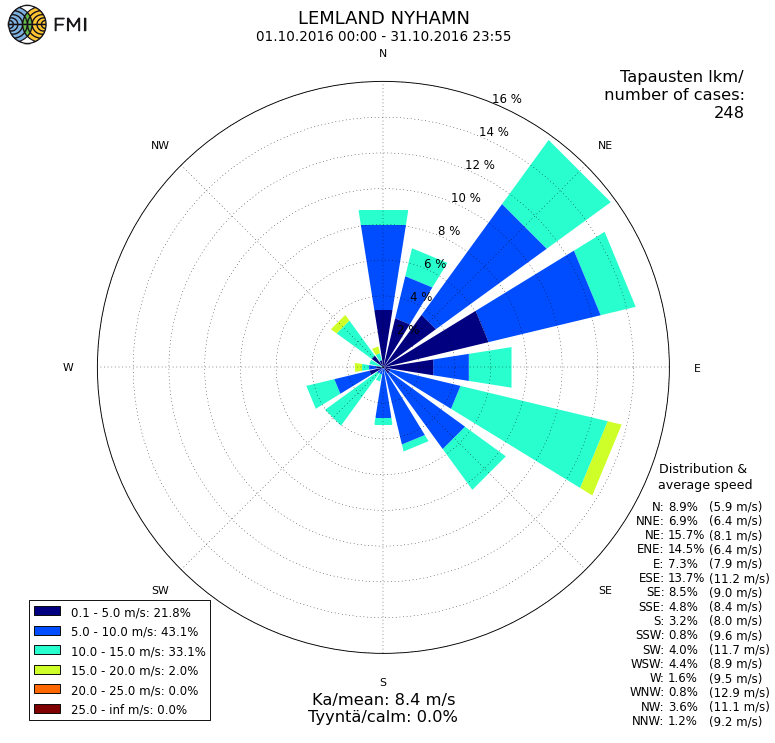 FMI
LEMLAND NYHAMN
01.10.2016 00:00 - 31.10.2016 23:55
Tapausten lkm/
number of cases:
248
N
NE
E
SE
S
SW
W
NW
16 %
14 %
12 %
10 %
8 %
6 %
4 %
2 %
Distribution &
average speed
N: 8.9% (5.9 m/s)
NNE: 6.9% (6.4 m/s)
NE: 15.7% (8.1 m/s)
ENE: 14.5% (6.4 m/s)
E: 7.3% (7.9 m/s)
ESE: 13.7% (11.2 m/s)
SE: 8.5% (9.0 m/s)
SSE: 4.8% (8.4 m/s)
S: 3.2% (8.0 m/s)
SSW: 0.8% (9.6 m/s)
SW: 4.0% (11.7 m/s)
WSW: 4.4% (8.9 m/s)
W: 1.6% (9.5 m/s)
WNW: 0.8% (12.9 m/s)
NW: 3.6% (11.1 m/s)
NNW: 1.2% (9.2 m/s)
0.1 - 5.0 m/s: 21.8%
5.0 - 10.0 m/s: 43.1%
10.0 - 15.0 m/s: 33.1%
15.0 - 20.0 m/s: 2.0%
20.0 - 25.0 m/s: 0.0%
25.0 - inf m/s: 0.0%
Ka/mean: 8.4 m/s
Tyyntä/calm: 0.0%